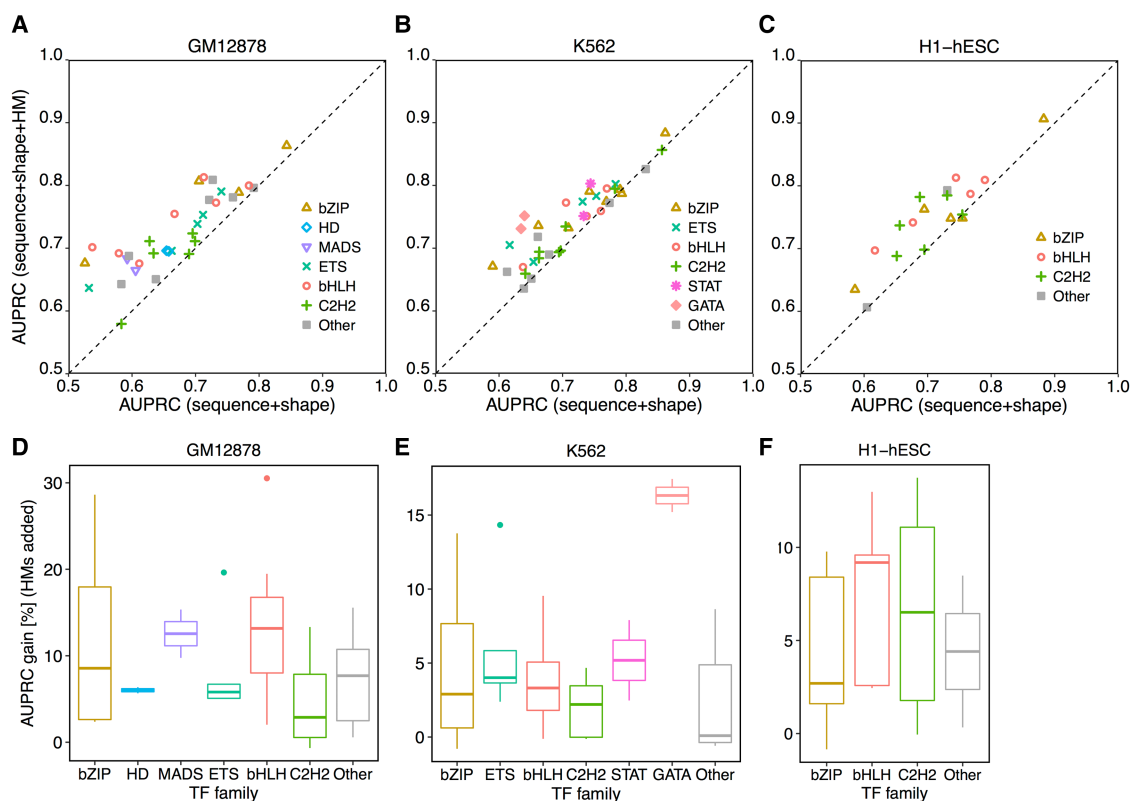 A
GM12878
AUPRC (sequence+shape+HM)
1.0
0.9
0.8
0.7
0.6
0.5
0.5
0.6
0.7
0.8
0.9
1.0
AUPRC (sequence+shape)
bZIP
HD
MADS
ETS
bHLH
C2H2
Other
B
K562
1.0
0.9
0.8
0.7
0.6
0.5
0.5
0.6
0.7
0.8
0.9
1.0
AUPRC (sequence+shape)
bZIP
ETS
bHLH
C2H2
STAT
GATA
Other
C
H1−hESC
1.0
0.9
0.8
0.7
0.6
0.5
0.5
0.6
0.7
0.8
0.9
1.0
AUPRC (sequence+shape)
bZIP
bHLH
C2H2
Other
D
GM12878
AUPRC gain [%] (HMs added)
30
20
10
0
bZIP HD MADS ETS bHLH C2H2 Other
TF family
E
K562
15
10
5
0
bZIP ETS bHLH C2H2 STAT GATA Other
TF family
F
H1−hESC
10
5
0
bZIP bHLH C2H2 Other
TF family